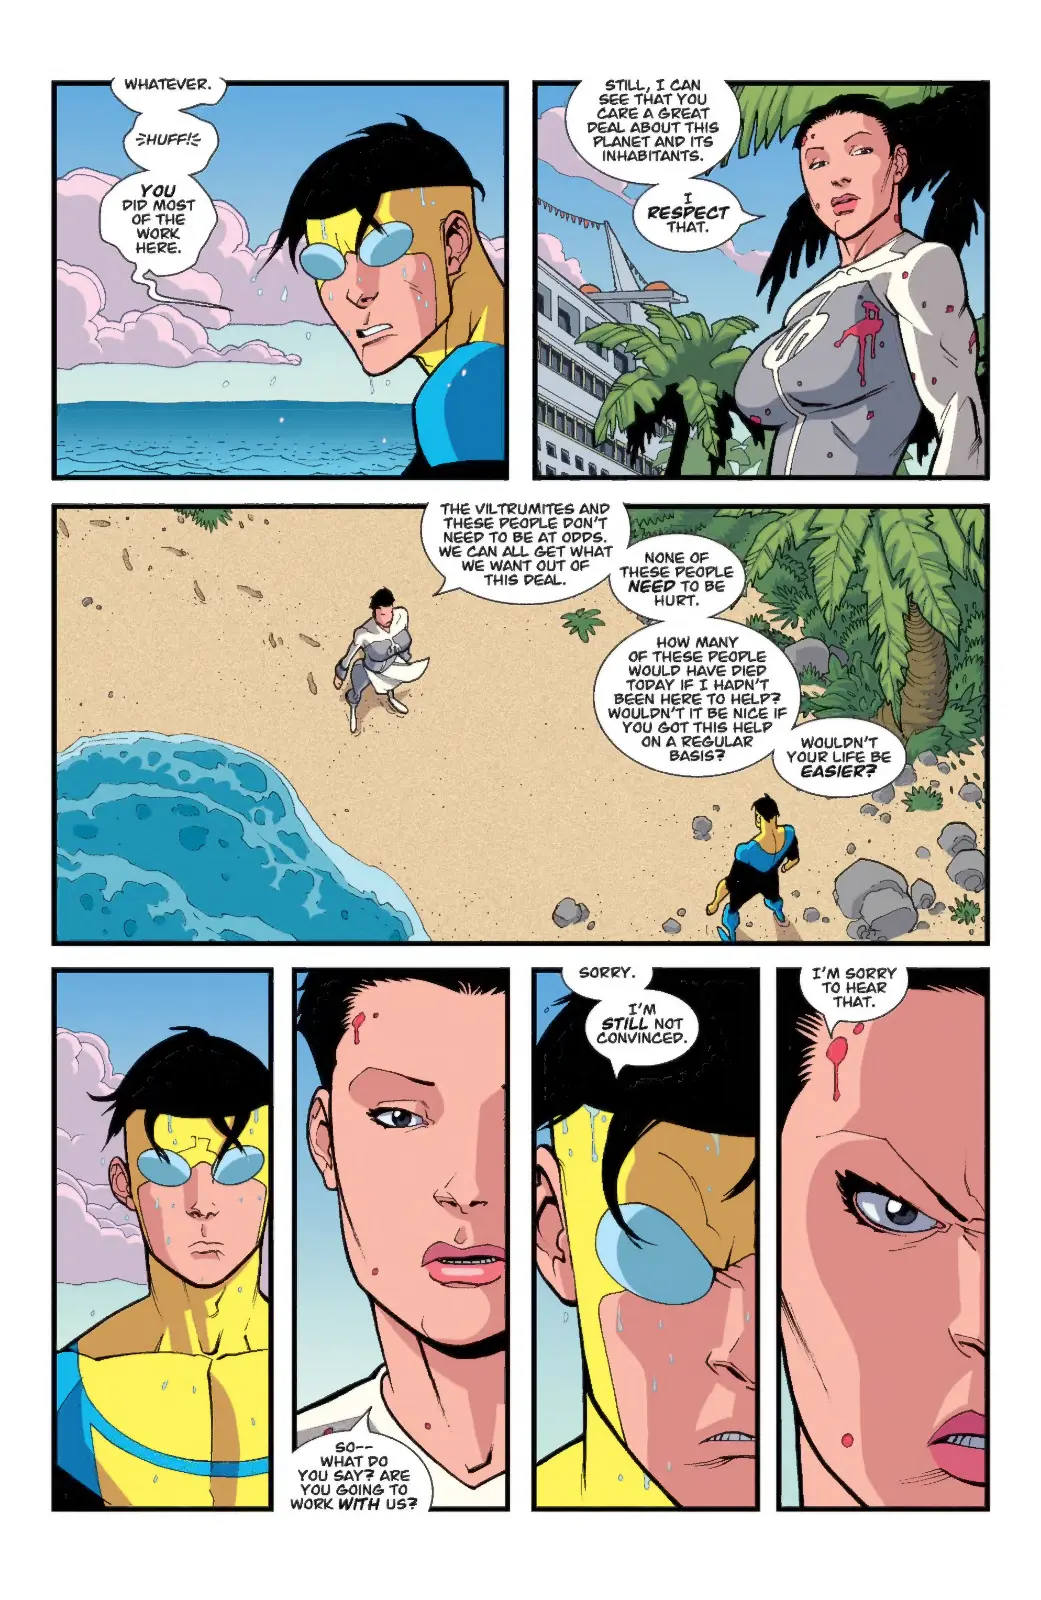 WHATEVER.
HUFF!
YOU
DID MOST
OF THE
WORK
HERE.
STILL, I CAN
SEE THAT YOU
CARE A GREAT
DEAL ABOUT THIS
PLANET AND ITS
INHABITANTS.
I
RESPECT
THAT.
THE VILTRUMITES AND
THESE PEOPLE DON'T
NEED TO BE AT ODDS.
WE CAN ALL GET WHAT
WE WANT OUT OF
THIS DEAL.
NONE OF
THESE PEOPLE
NEED TO BE
HURT.
HOW MANY
OF THESE PEOPLE
WOULD HAVE DIED
TODAY IF I HADN'T
BEEN HERE TO HELP?
WOULDN'T IT BE NICE IF
YOU GOT THIS HELP
ON A REGULAR
BASIS?
WOULDN'T
YOUR LIFE BE
EASIER?
SO--
WHAT DO
YOU SAY? ARE
YOU GOING TO
WORK WITH US?
SORRY.
I'M
STILL NOT
CONVINCED.
I'M SORRY
TO HEAR
THAT.